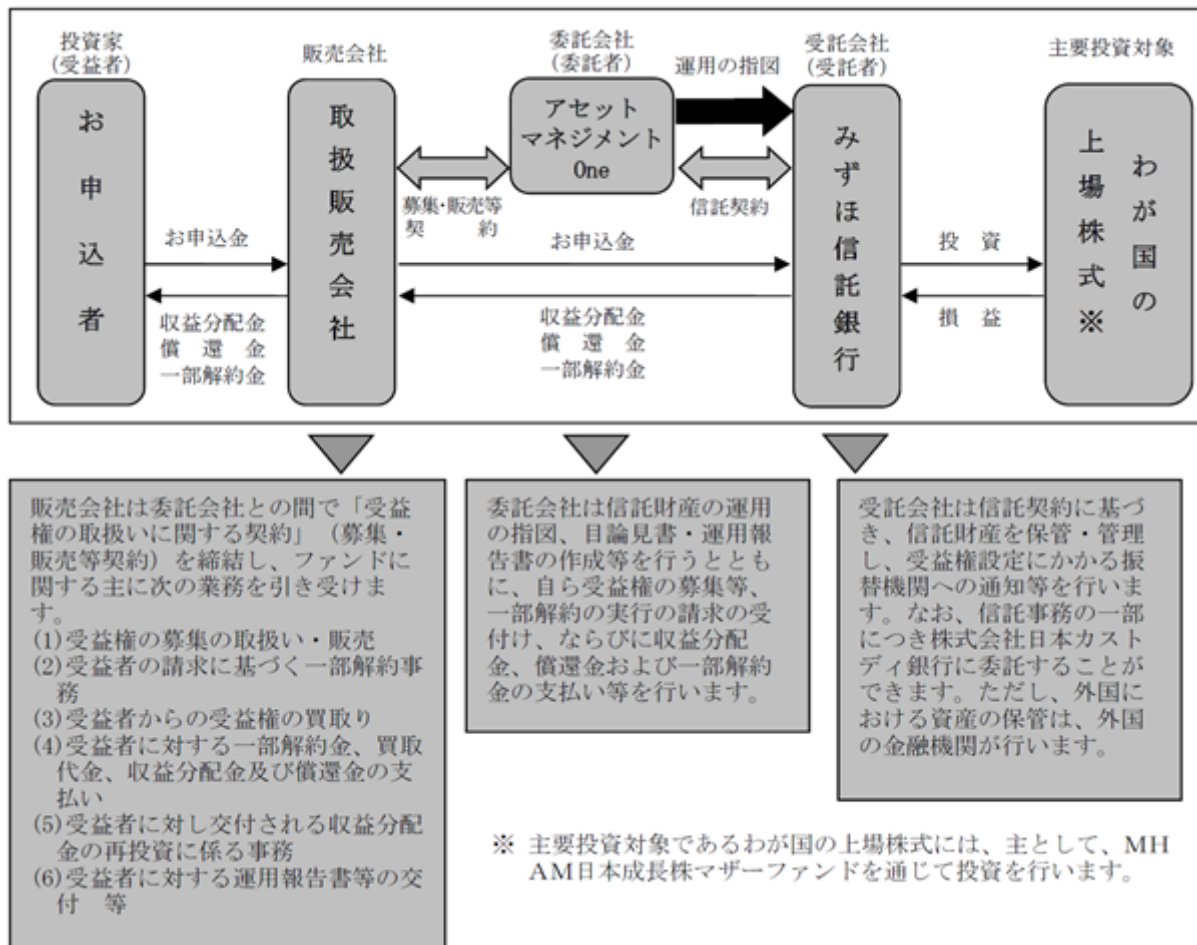 投資家
(受益者)
販売会社
委託会社
(委託者)
運用の指図
受託会社
(受託者)
主要投資対象
お申込者
取扱販売会社
アセット
マネジメント
One
みずほ信託銀行
わが国の
上場株式※
募集・販売等
契　　約
信託契約
お申込金
お申込金
投　資
収益分配金
償　還　金
一部解約金
収益分配金
償　還　金
一部解約金
損　益
販売会社は委託会社との間で「受益
権の取扱いに関する契約」（募集・
販売等契約）を締結し、ファンドに
関する主に次の業務を引き受けま
す。
(1)受益権の募集の取扱い・販売
(2)受益者の請求に基づく一部解約事
務
(3)受益者からの受益権の買取り
(4)受益者に対する一部解約金、買取
代金、収益分配金及び償還金の支
払い
(5)受益者に対し交付される収益分配
金の再投資に係る事務
(6)受益者に対する運用報告書等の交
付　等
委託会社は信託財産の運用
の指図、目論見書・運用報
告書の作成等を行うととも
に、自ら受益権の募集等、
一部解約の実行の請求の受
付け、ならびに収益分配
金、償還金および一部解約
金の支払い等を行います。
受託会社は信託契約に基づ
き、信託財産を保管・管理
し、受益権設定にかかる振
替機関への通知等を行いま
す。なお、信託事務の一部
につき株式会社日本カスト
ディ銀行に委託することが
できます。ただし、外国に
おける資産の保管は、外国
の金融機関が行います。
※ 主要投資対象であるわが国の上場株式には、主として、MH
AM日本成長株マザーファンドを通じて投資を行います。